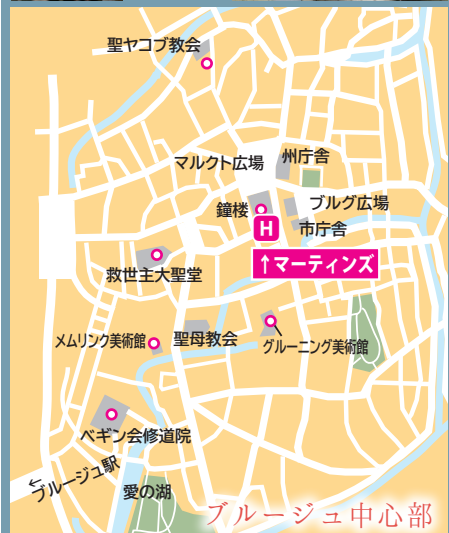 聖ヤコブ教会
マルクト広場
州庁舎
鐘楼
ブルグ広場
H
市庁舎
↑マーティンズ
救世主大聖堂
メムリンク美術館
聖母教会
グルーニング美術館
ベギン会修道院
←
ブルージュ駅
愛の湖
ブルージュ中心部